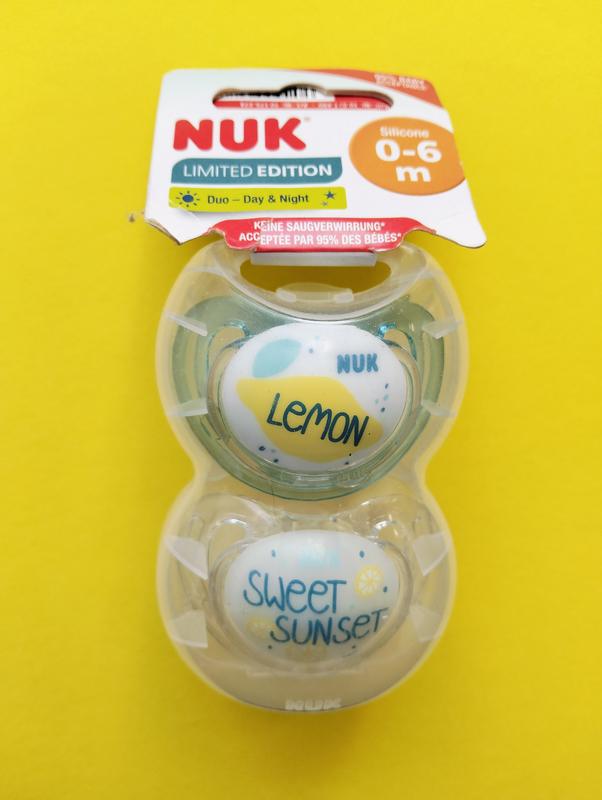 NUK
LIMITED EDITION
Duo – Day & Night
Silicone
0-6
m
KEINE SAUGVERWIRRUNG*
ACCEPTÉE PAR 95% DES BÉBÉS*
NUK
LEMON
SWEET
SUNSET
NUK